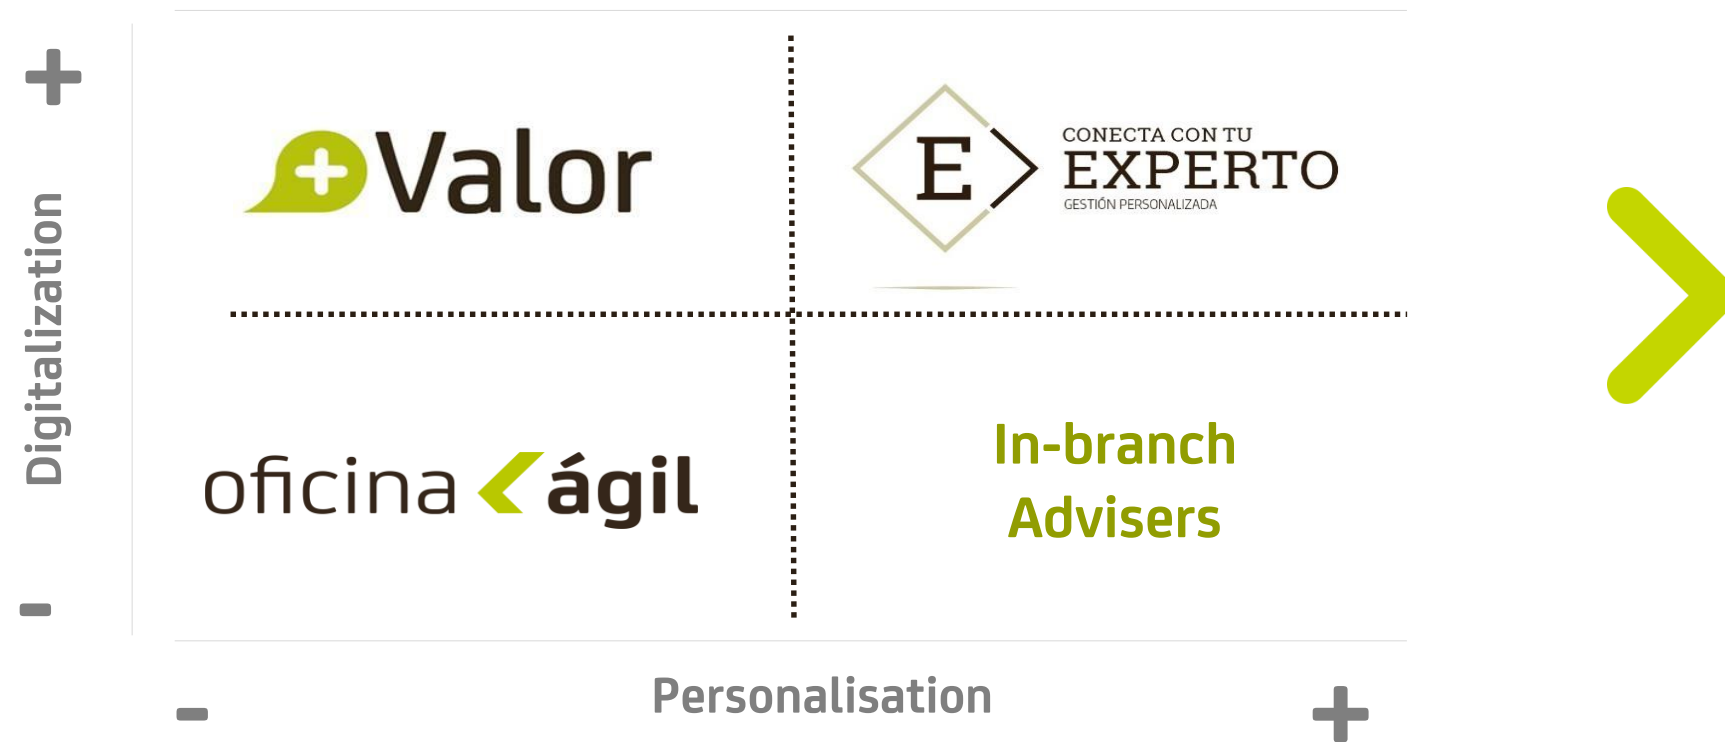 +
Digitalization
-
+Valor
E
CONECTA CON TU
EXPERTO
GESTIÓN PERSONALIZADA
oficina ágil
In-branch
Advisers
-
Personalisation
+